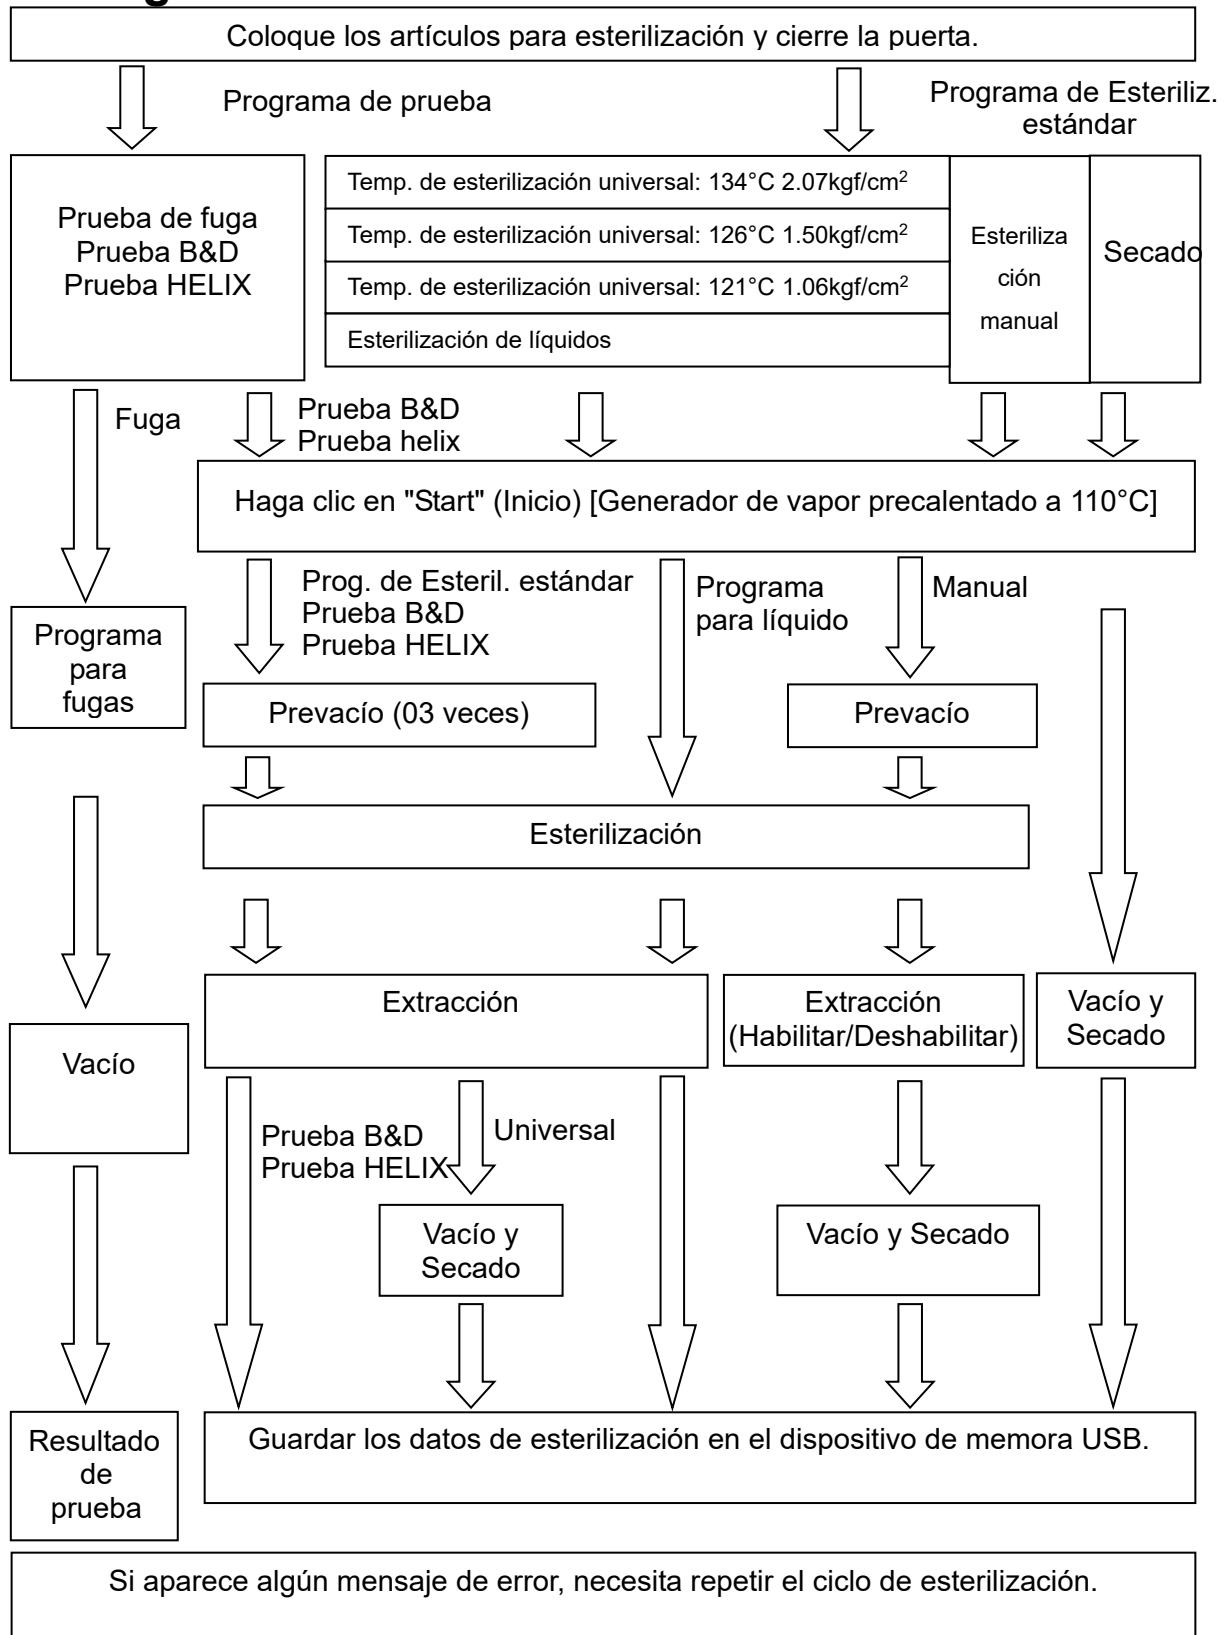 Coloque los artículos para esterilización y cierre la puerta.
Programa de prueba
Programa de Esteriliz.
estándar
Prueba de fuga
Prueba B&D
Prueba HELIX
Temp. de esterilización universal: 134°C 2.07kgf/cm²
Temp. de esterilización universal: 126°C 1.50kgf/cm²
Temp. de esterilización universal: 121°C 1.06kgf/cm²
Esterilización de líquidos
Esteriliza
ción
manual
Secado
Fuga
Prueba B&D
Prueba helix
Haga clic en "Start" (Inicio) [Generador de vapor precalentado a 110°C]
Prog. de Esteril. estándar
Prueba B&D
Prueba HELIX
Programa
para líquido
Manual
Programa
para
fugas
Prevacío (03 veces)
Prevacío
Esterilización
Extracción
Extracción
(Habilitar/Deshabilitar)
Vacío y
Secado
Vacío
Prueba B&D
Prueba HELIX
Universal
Vacío y
Secado
Vacío y Secado
Resultado
de
prueba
Guardar los datos de esterilización en el dispositivo de memora USB.
Si aparece algún mensaje de error, necesita repetir el ciclo de esterilización.